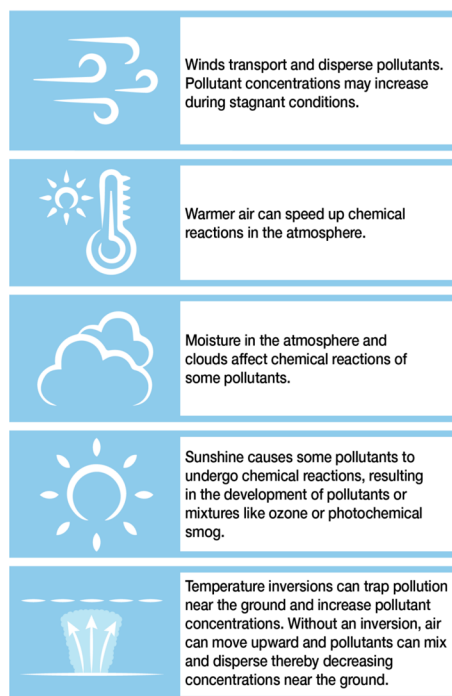 Winds transport and disperse pollutants.
Pollutant concentrations may increase
during stagnant conditions.
Warmer air can speed up chemical
reactions in the atmosphere.
Moisture in the atmosphere and
clouds affect chemical reactions of
some pollutants.
Sunshine causes some pollutants to
undergo chemical reactions, resulting
in the development of pollutants or
mixtures like ozone or photochemical
smog.
Temperature inversions can trap pollution
near the ground and increase pollutant
concentrations. Without an inversion, air
can move upward and pollutants can mix
and disperse thereby decreasing
concentrations near the ground.